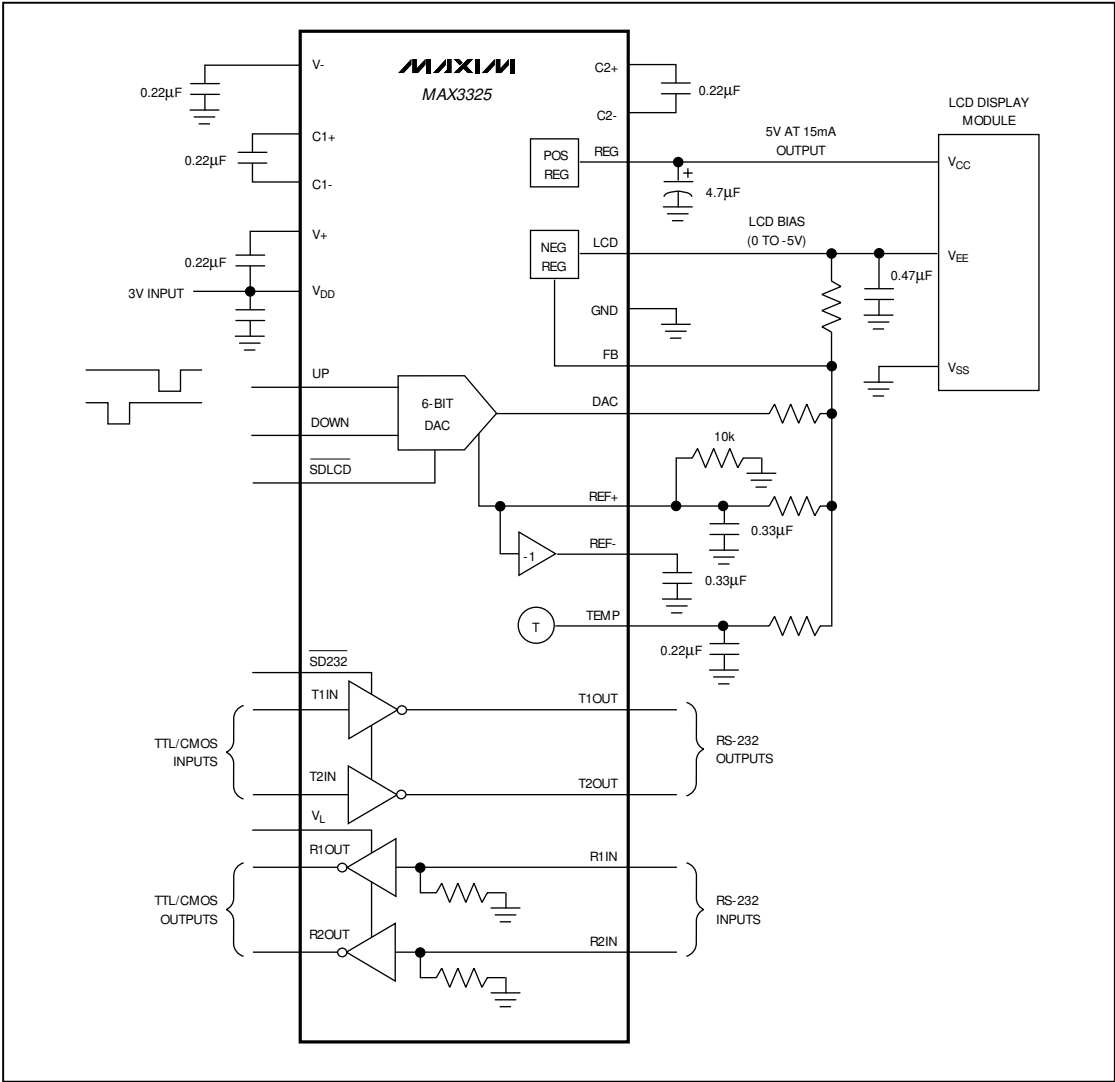 MAXIM
MAX3325
V-
0.22µF
C1+
0.22µF
C1-
V+
0.22µF
3V INPUT
VDD
UP
DOWN
SDLCD
6-BIT
DAC
C2+
0.22µF
C2-
POS
REG
REG
5V AT 15mA
OUTPUT
4.7µF
+
LCD DISPLAY
MODULE
VCC
NEG
REG
LCD
LCD BIAS
(0 TO -5V)
0.47µF
VEE
GND
FB
VSS
DAC
10k
REF+
0.33µF
-1
REF-
0.33µF
T
TEMP
0.22µF
SD232
T1IN
T1OUT
TTL/CMOS
INPUTS
RS-232
OUTPUTS
T2IN
T2OUT
VL
R1OUT
R1IN
TTL/CMOS
OUTPUTS
RS-232
INPUTS
R2OUT
R2IN